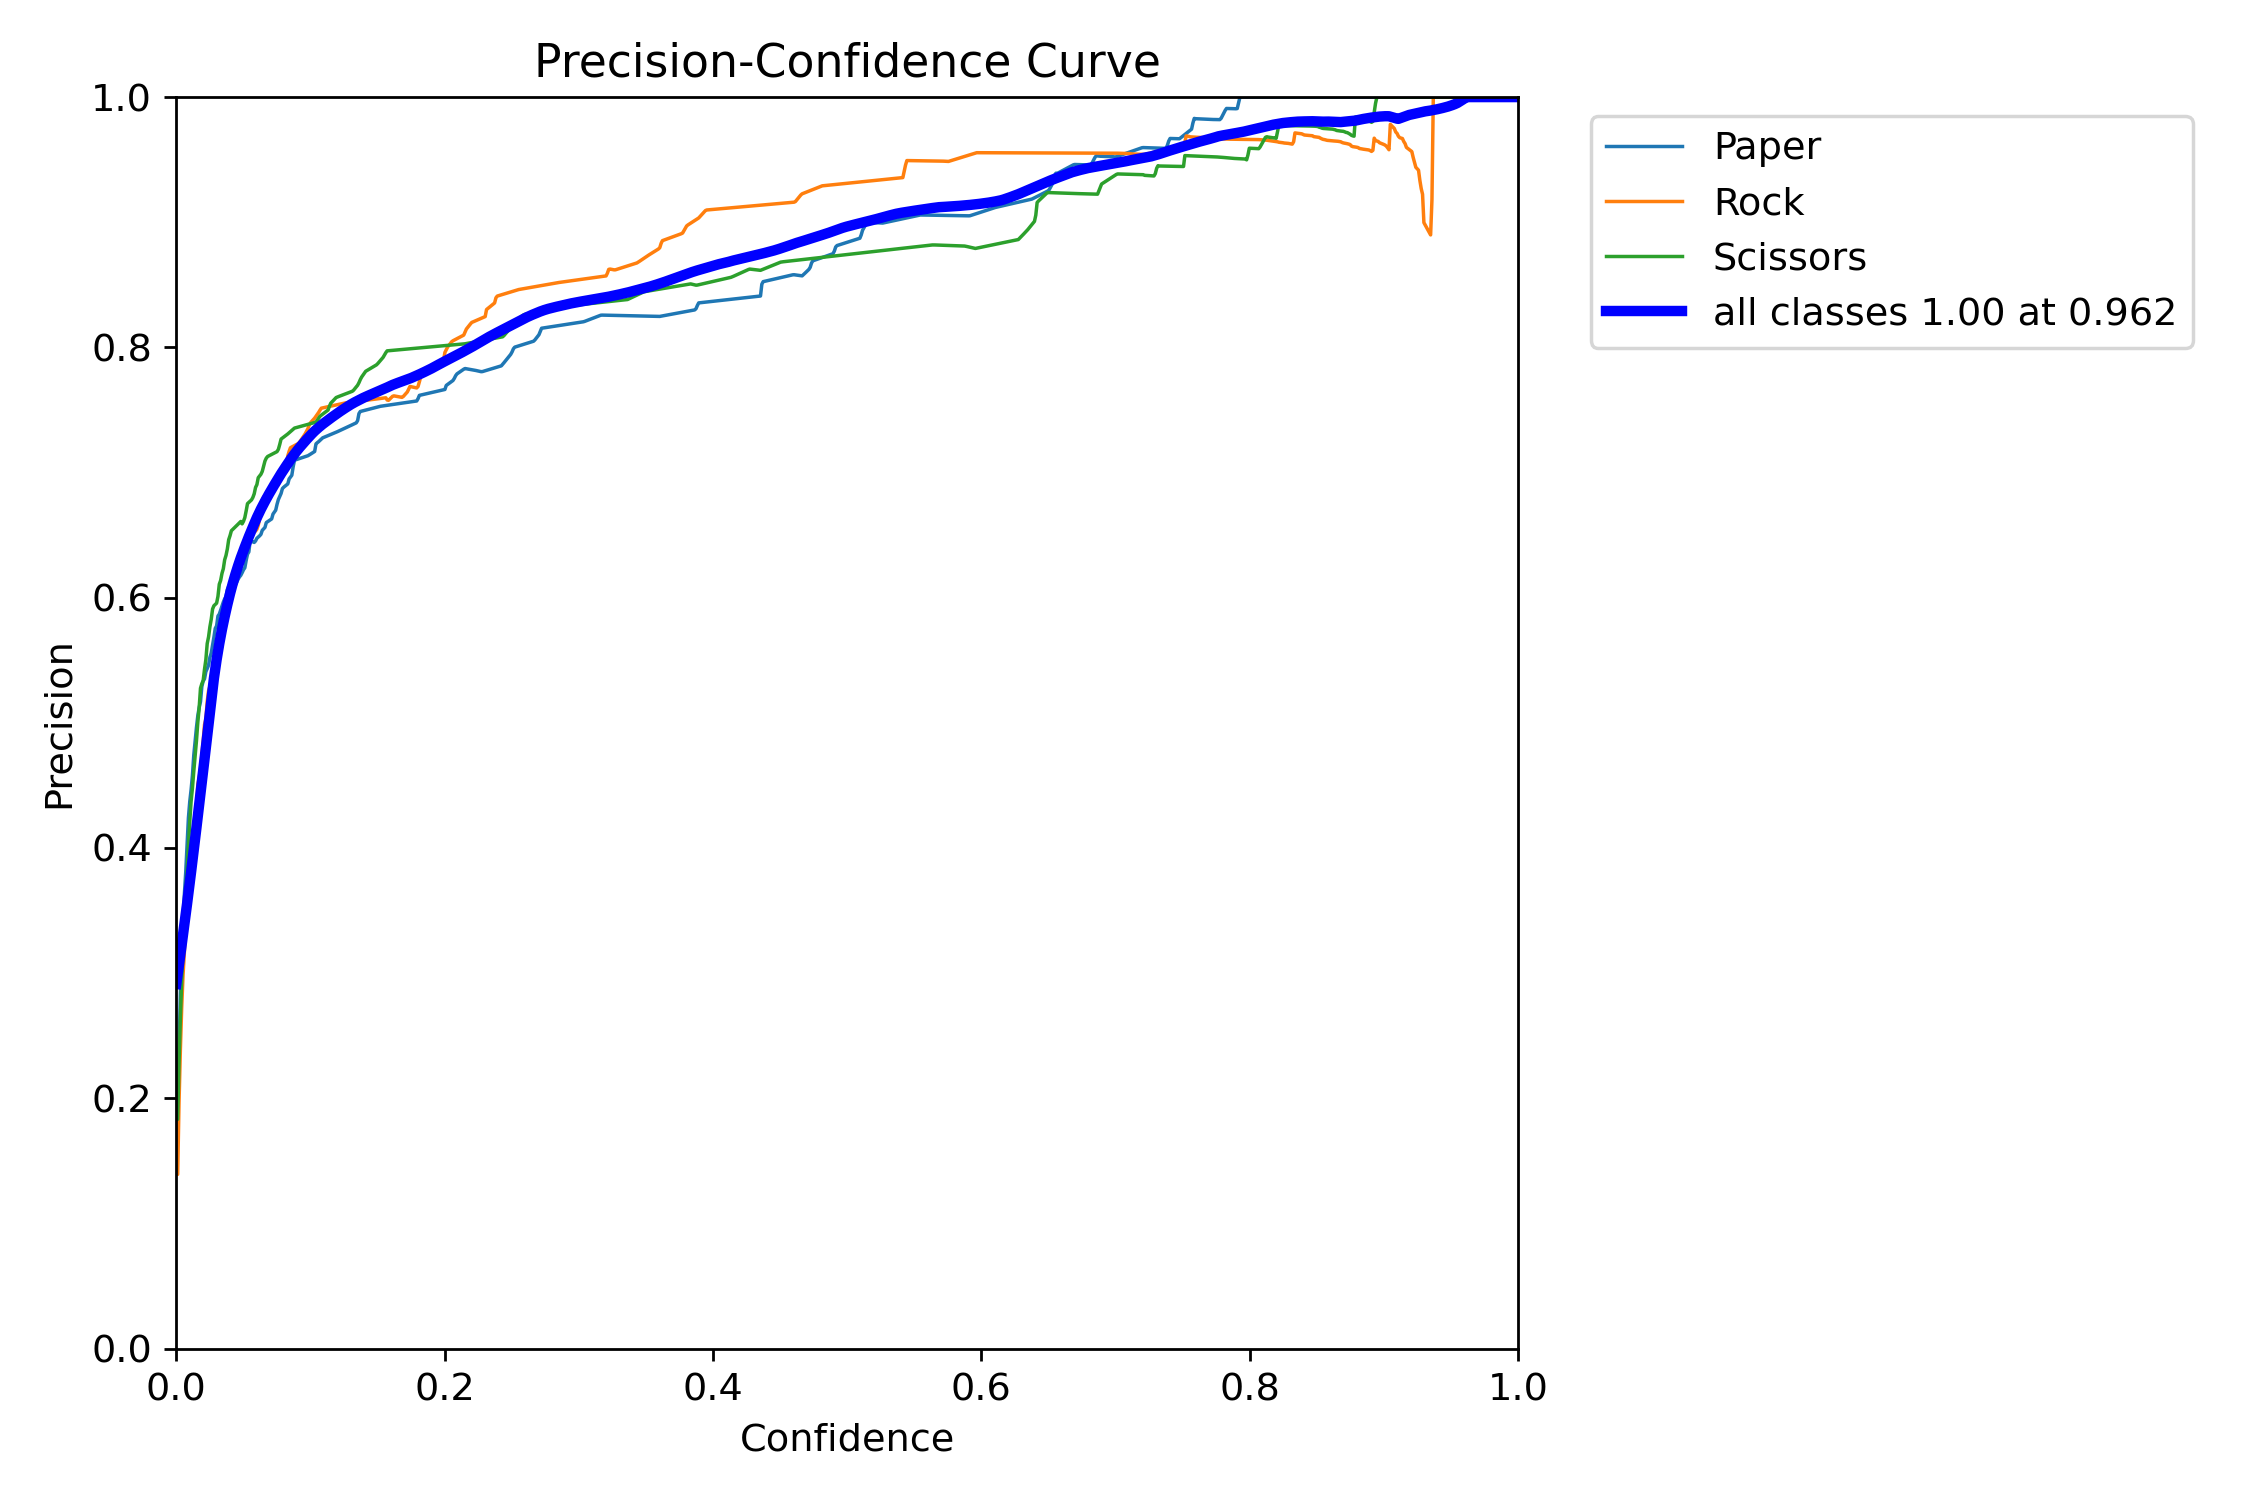 Precision-Confidence Curve
1.0
0.8
0.6
0.4
0.2
0.0
Precision
0.0 0.2 0.4 0.6 0.8 1.0
Confidence
Paper
Rock
Scissors
all classes 1.00 at 0.962